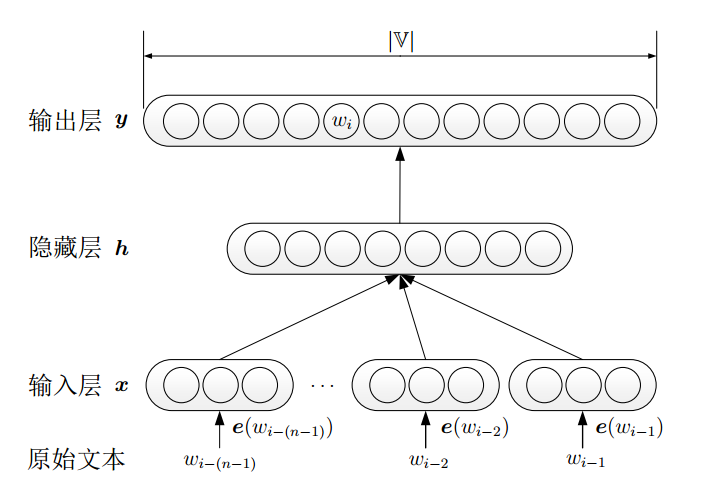 |𝕍|
输出层 y
w_i
隐藏层 h
输入层 x
···
e(w_{i−(n−1)})
e(w_{i−2})
e(w_{i−1})
原始文本
w_{i−(n−1)}
w_{i−2}
w_{i−1}